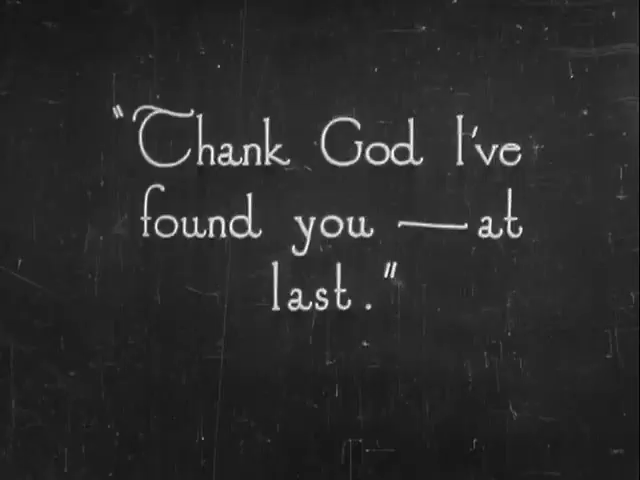 "Thank God I've
found you — at
last."